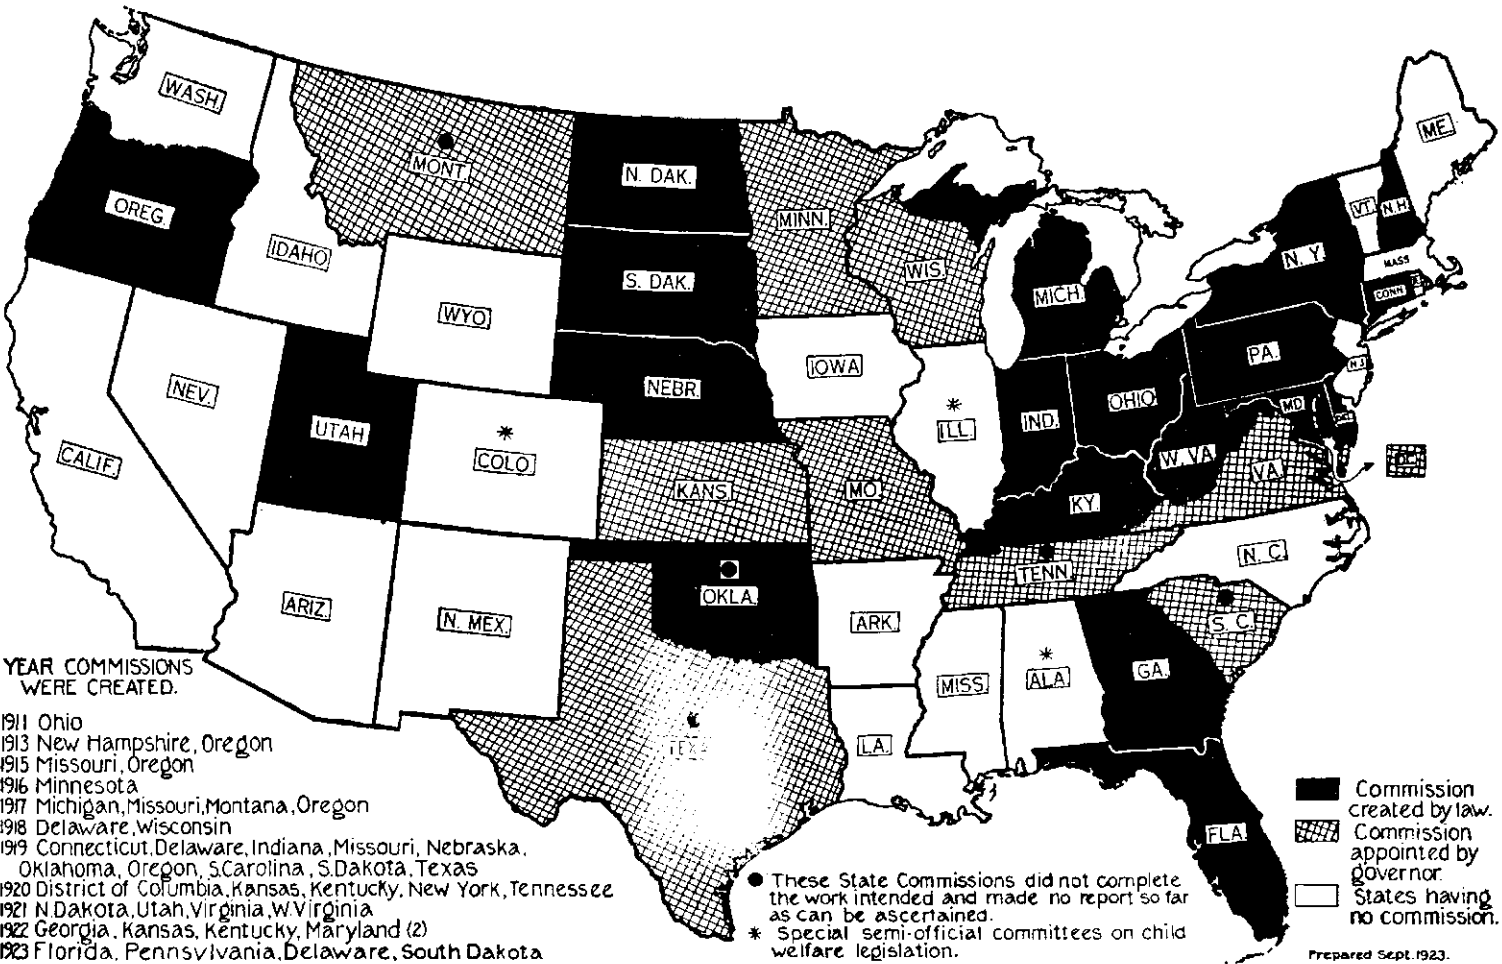 WASH.
MONT.
N. DAK.
MINN.
ME.
OREG.
IDAHO
WYO.
S. DAK.
WIS.
MICH.
N.Y.
VT.
N.H.
MASS
CONN
NEV.
UTAH
COLO
NEBR.
IOWA
ILL.
IND.
OHIO
PA.
N.J.
MD
DEL
W.VA.
VA.
DC
CALIF.
KANS.
MO.
KY.
ARIZ.
N. MEX.
OKLA.
ARK.
TENN.
N. C.
S. C.
MISS.
ALA
GA.
TEXS
LA.
FLA.
YEAR COMMISSIONS
WERE CREATED.
1911 Ohio
1913 New Hampshire, Oregon
1915 Missouri, Oregon
1916 Minnesota
1917 Michigan, Missouri, Montana, Oregon
1918 Delaware, Wisconsin
1919 Connecticut, Delaware, Indiana, Missouri, Nebraska,
Oklahoma, Oregon, S.Carolina, S.Dakota, Texas
1920 District of Columbia, Kansas, Kentucky, New York, Tennessee
1921 N.Dakota, Utah, Virginia, W.Virginia
1922 Georgia, Kansas, Kentucky, Maryland (2)
1923 Florida, Pennsylvania, Delaware, South Dakota
● These State Commissions did not complete
the work intended and made no report so far
as can be ascertained.
* Special semi-official committees on child
welfare legislation.
Commission
created by law.
Commission
appointed by
governor.
States having
no commission.
Prepared Sept. 1923.